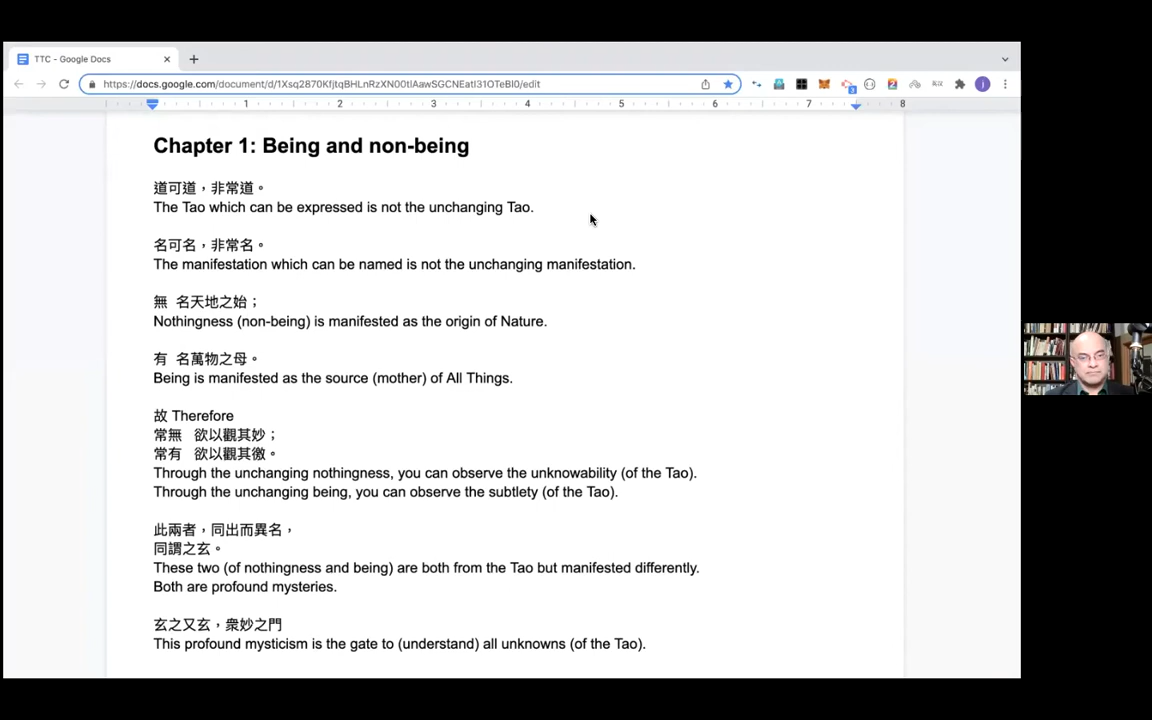 TTC - Google Docs
https://docs.google.com/document/d/1Xsq2870KfjtqBHLnRzXN00tlAawSGCNEatI31OTeBI0/edit
1 2 3 4 5 6 7 8
Chapter 1: Being and non-being
道可道，非常道。
The Tao which can be expressed is not the unchanging Tao.
名可名，非常名。
The manifestation which can be named is not the unchanging manifestation.
無 名天地之始；
Nothingness (non-being) is manifested as the origin of Nature.
有 名萬物之母。
Being is manifested as the source (mother) of All Things.
故 Therefore
常無 欲以觀其妙；
常有 欲以觀其徼。
Through the unchanging nothingness, you can observe the unknowability (of the Tao).
Through the unchanging being, you can observe the subtlety (of the Tao).
此兩者，同出而異名，
同謂之玄。
These two (of nothingness and being) are both from the Tao but manifested differently.
Both are profound mysteries.
玄之又玄，衆妙之門
This profound mysticism is the gate to (understand) all unknowns (of the Tao).